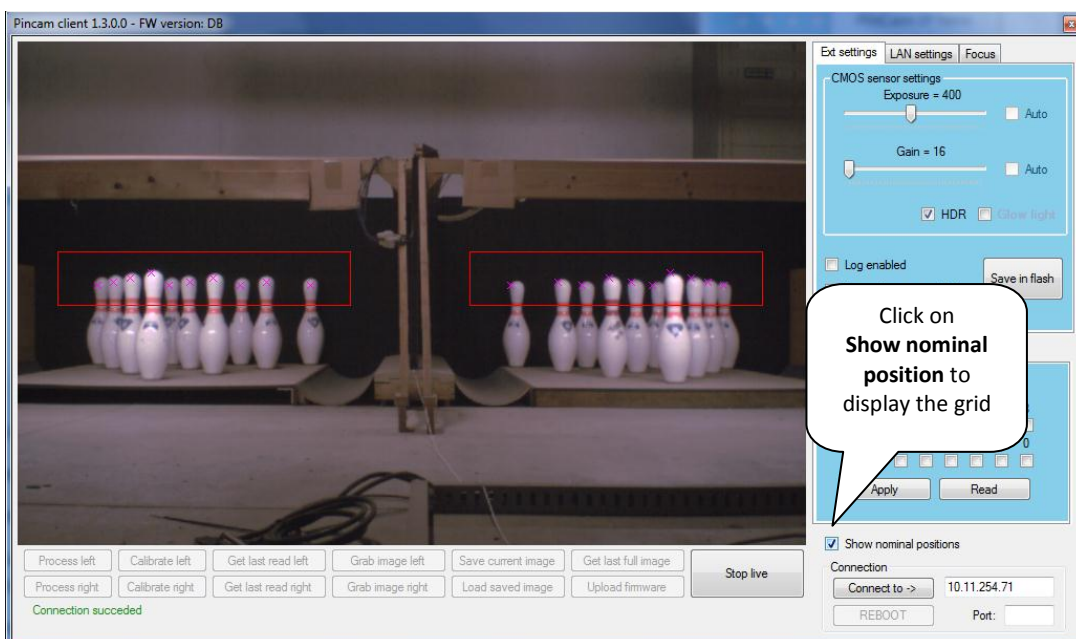 Pincam client 1.3.0.0 - FW version: DB
Ext settings LAN settings Focus
CMOS sensor settings
Exposure = 400
Auto
Gain = 16
Auto
HDR Glow light
Log enabled
Save in flash
Click on
Show nominal
position to
display the grid
0
Apply Read
Show nominal positions
Process left Calibrate left Get last read left Grab image left Save current image Get last full image
Stop live
Process right Calibrate right Get last read right Grab image right Load saved image Upload firmware
Connection succeded
Connection
Connect to -> 10.11.254.71
REBOOT Port: